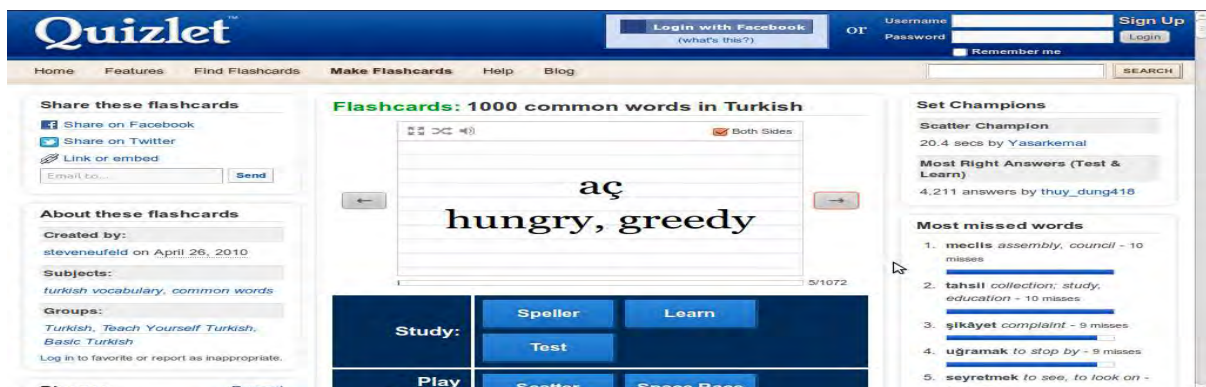 Quizlet™
Login with Facebook
(what's this?)
or
Username
Password
Remember me
Sign Up
Login
Home Features Find Flashcards Make Flashcards Help Blog
SEARCH
Share these flashcards
Share on Facebook
Share on Twitter
Link or embed
Email to... Send
About these flashcards
Created by:
steveneufeld on April 26, 2010
Subjects:
turkish vocabulary, common words
Groups:
Turkish, Teach Yourself Turkish,
Basic Turkish
Log in to favorite or report as inappropriate.
Flashcards: 1000 common words in Turkish
Both Sides
aç
hungry, greedy
← →
5/1072
Study:
Speller Learn
Test
Play
Scatter Space Race
Set Champions
Scatter Champion
20.4 secs by Yasarkemal
Most Right Answers (Test &
Learn)
4,211 answers by thuy_dung418
Most missed words
1. meclis assembly, council - 10
misses
2. tahsil collection; study,
education - 10 misses
3. şikâyet complaint - 9 misses
4. uğramak to stop by - 9 misses
5. seyretmek to see, to look on -